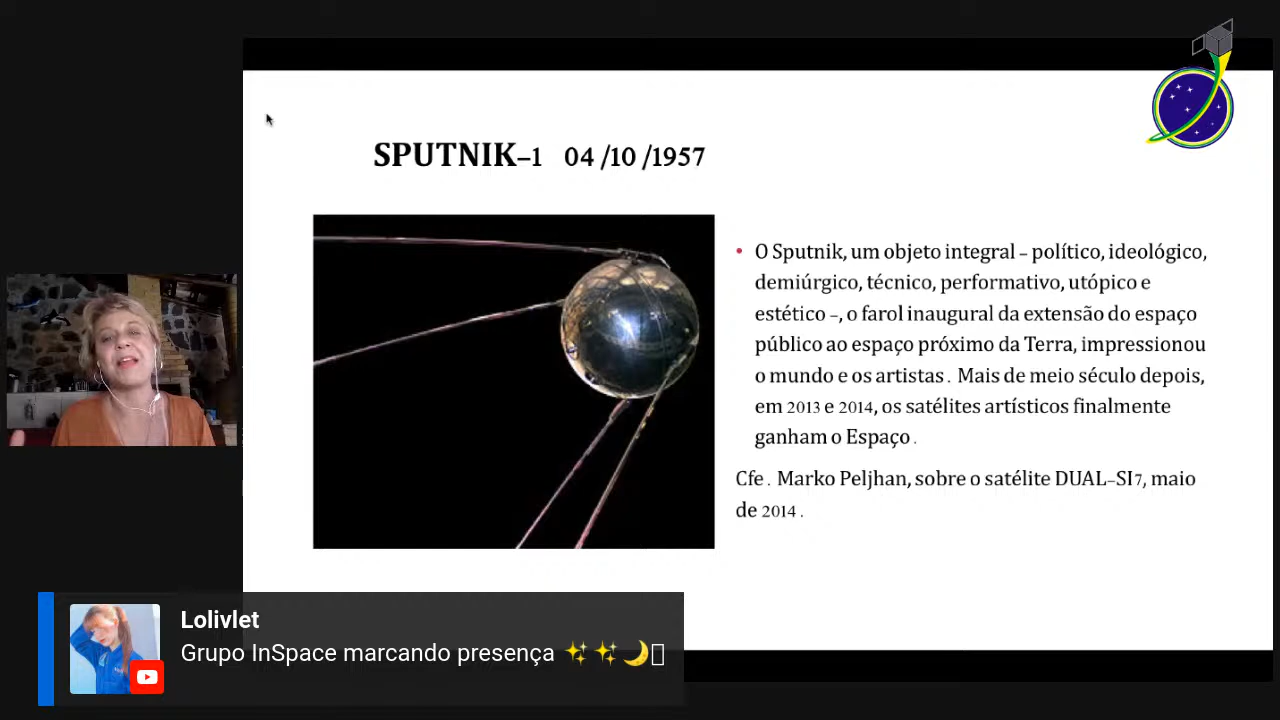 SPUTNIK–1 04 /10 /1957
• O Sputnik, um objeto integral – político, ideológico,
demiúrgico, técnico, performativo, utópico e
estético –, o farol inaugural da extensão do espaço
público ao espaço próximo da Terra, impressionou
o mundo e os artistas . Mais de meio século depois,
em 2013 e 2014, os satélites artísticos finalmente
ganham o Espaço .
Cfe . Marko Peljhan, sobre o satélite DUAL–SI7, maio
de 2014 .
Lolivlet
Grupo InSpace marcando presença ✨✨🌙